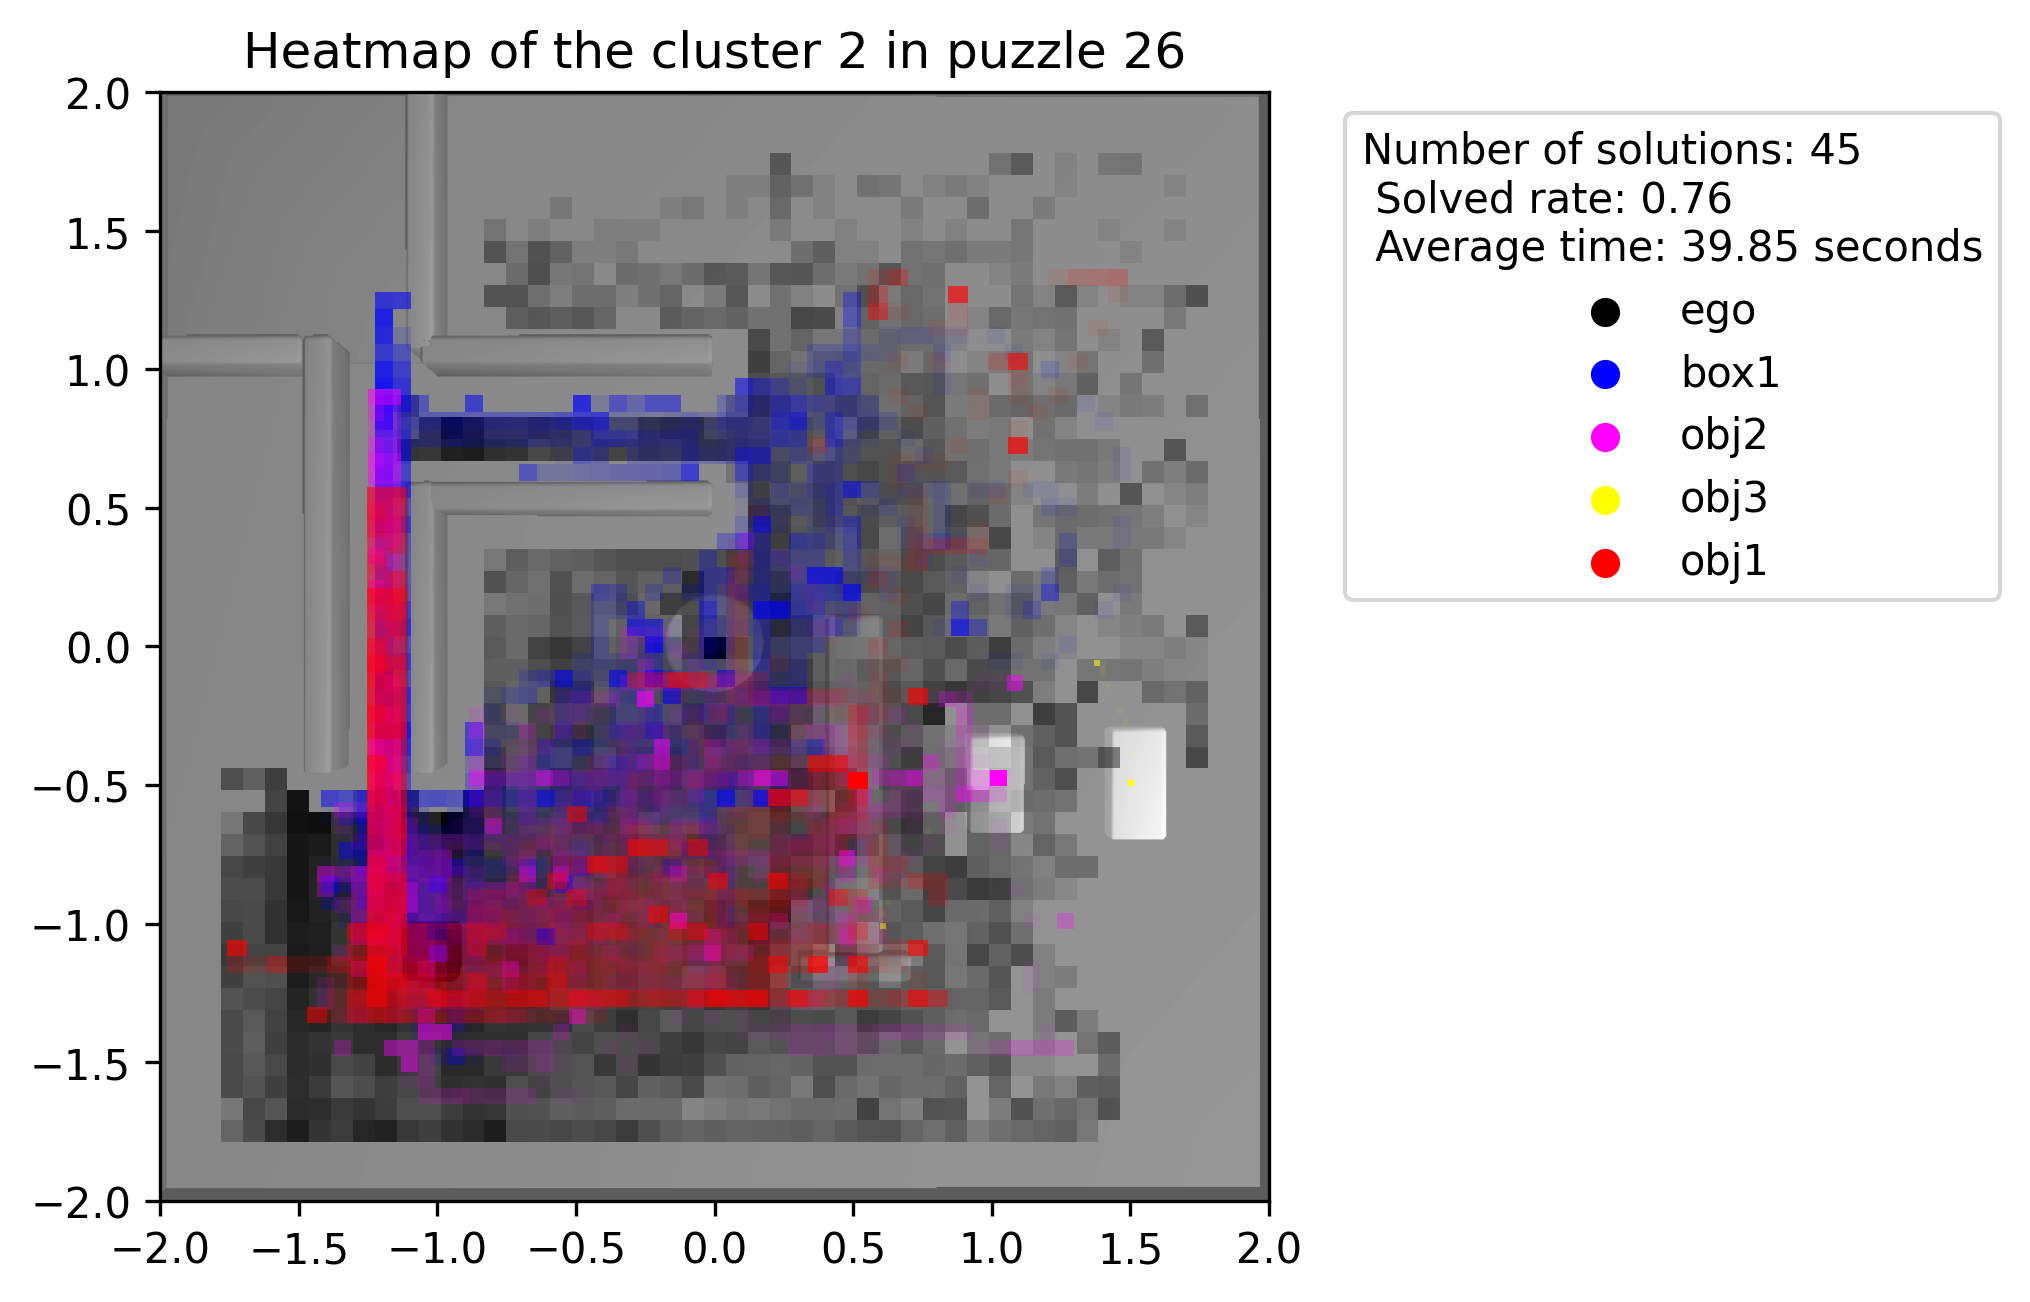 Heatmap of the cluster 2 in puzzle 26
2.0
1.5
1.0
0.5
0.0
−0.5
−1.0
−1.5
−2.0
−2.0 −1.5 −1.0 −0.5 0.0 0.5 1.0 1.5 2.0
Number of solutions: 45
Solved rate: 0.76
Average time: 39.85 seconds
ego
box1
obj2
obj3
obj1